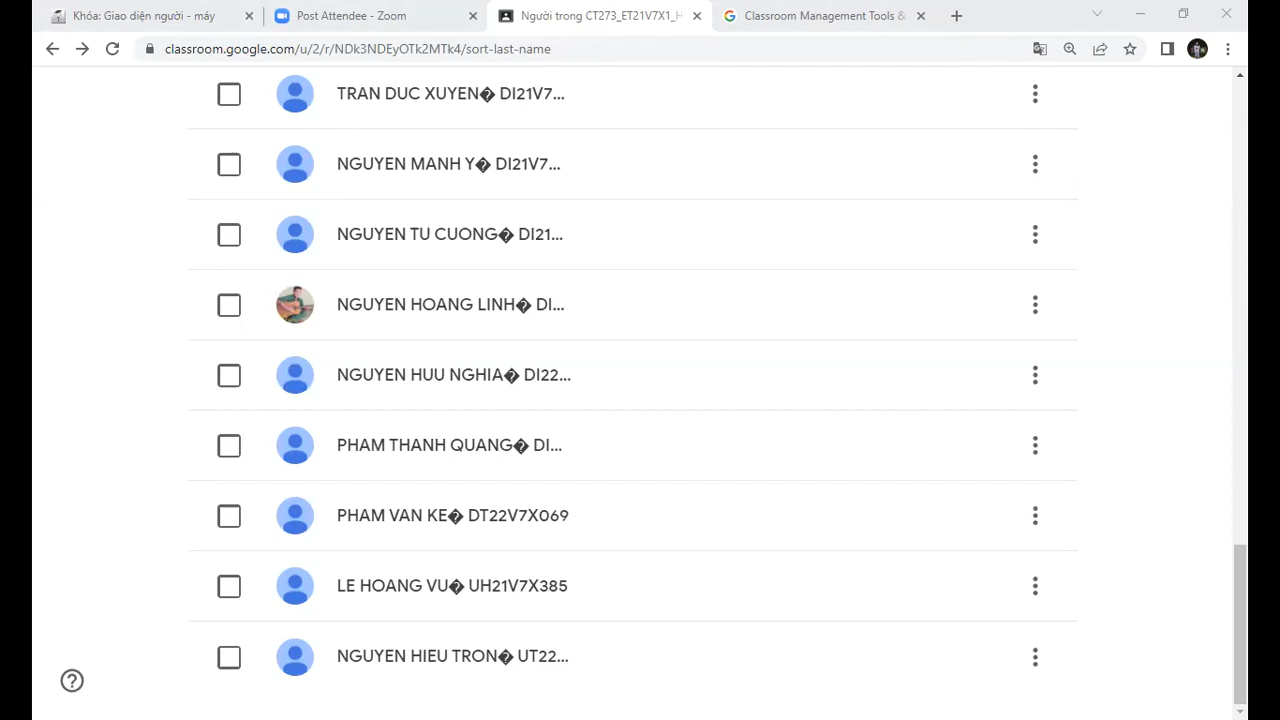 Khóa: Giao diện người - máy
Post Attendee - Zoom
Người trong CT273_ET21V7X1_H
Classroom Management Tools &
classroom.google.com/u/2/r/NDk3NDEyOTk2MTk4/sort-last-name
TRAN DUC XUYEN� DI21V7...
NGUYEN MANH Y� DI21V7...
NGUYEN TU CUONG� DI21...
NGUYEN HOANG LINH� DI...
NGUYEN HUU NGHIA� DI22...
PHAM THANH QUANG� DI...
PHAM VAN KE� DT22V7X069
LE HOANG VU� UH21V7X385
NGUYEN HIEU TRON� UT22...